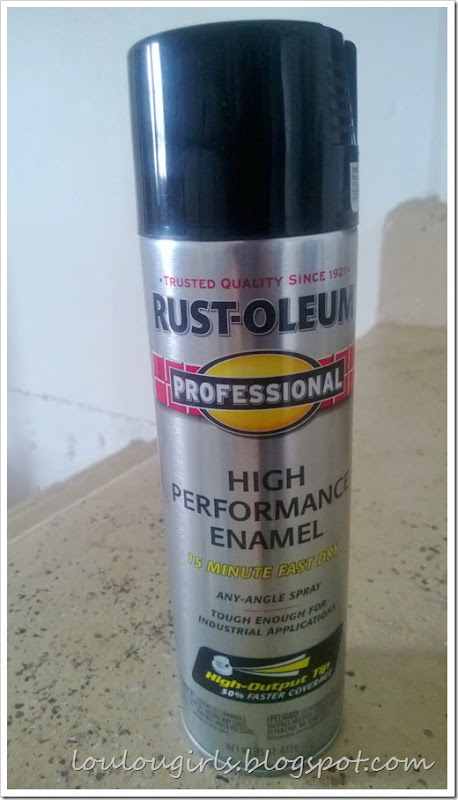 •TRUSTED QUALITY SINCE 1921•
RUST-OLEUM
PROFESSIONAL
HIGH
PERFORMANCE
ENAMEL
15 MINUTE FAST DRY
ANY-ANGLE SPRAY
TOUGH ENOUGH FOR
INDUSTRIAL APPLICATIONS
High-Output Tip
50% FASTER COVERAGE
loulougirls.blogspot.com